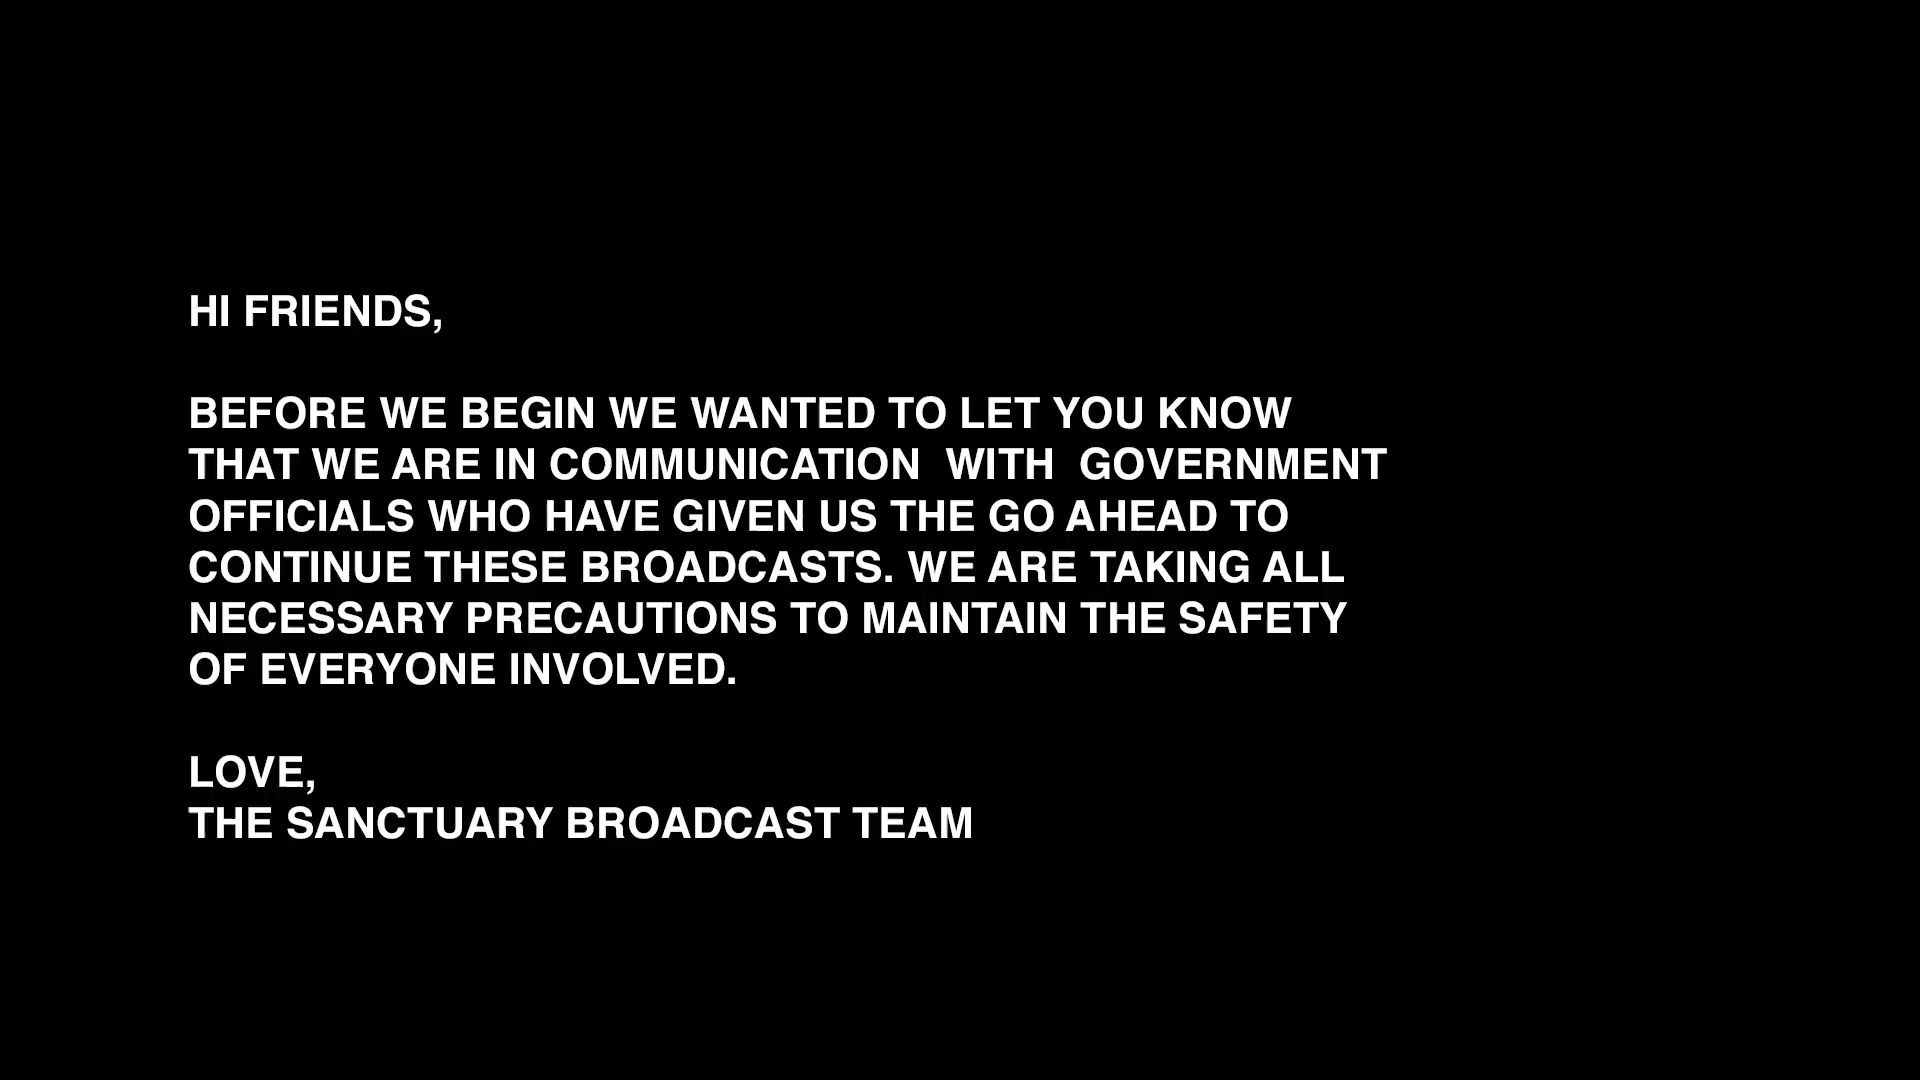 HI FRIENDS,
BEFORE WE BEGIN WE WANTED TO LET YOU KNOW
THAT WE ARE IN COMMUNICATION  WITH  GOVERNMENT
OFFICIALS WHO HAVE GIVEN US THE GO AHEAD TO
CONTINUE THESE BROADCASTS. WE ARE TAKING ALL
NECESSARY PRECAUTIONS TO MAINTAIN THE SAFETY
OF EVERYONE INVOLVED.
LOVE,
THE SANCTUARY BROADCAST TEAM